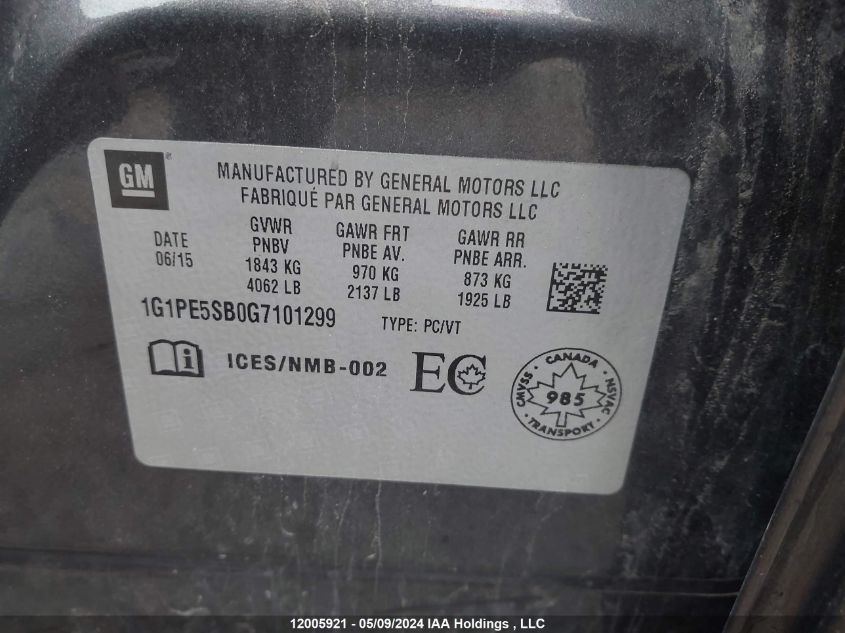 GM®
MANUFACTURED BY GENERAL MOTORS LLC
FABRIQUÉ PAR GENERAL MOTORS LLC
DATE
06/15
GVWR
PNBV
1843 KG
4062 LB
GAWR FRT
PNBE AV.
970 KG
2137 LB
GAWR RR
PNBE ARR.
873 KG
1925 LB
1G1PE5SB0G7101299
TYPE: PC/VT
i
ICES/NMB-002
EC
CANADA
CMVSS
NSVAC
985
TRANSPORT
12005921 - 05/09/2024 IAA Holdings , LLC